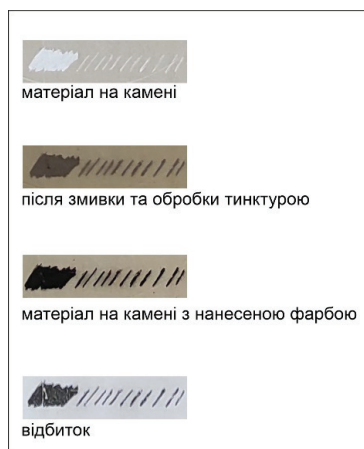 матеріал на камені
після змивки та обробки тинктурою
матеріал на камені з нанесеною фарбою
відбиток